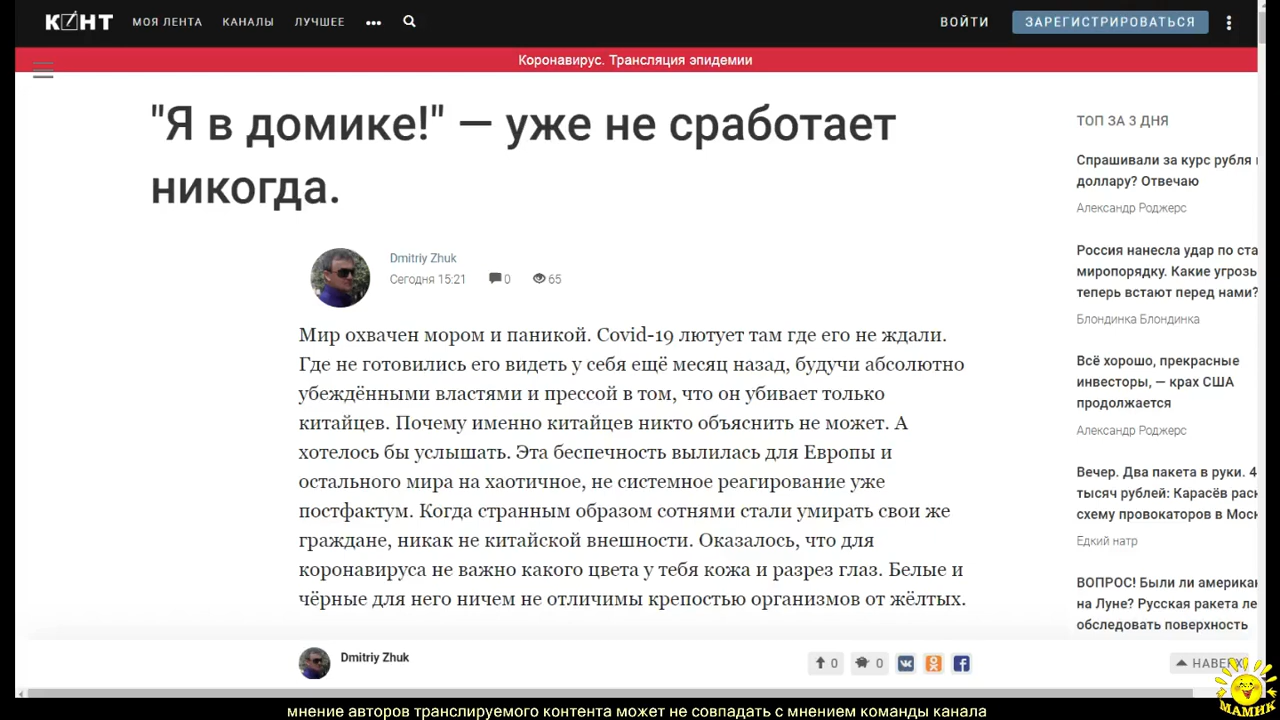 КОНТ МОЯ ЛЕНТА КАНАЛЫ ЛУЧШЕЕ ••• ВОЙТИ ЗАРЕГИСТРИРОВАТЬСЯ
Коронавирус. Трансляция эпидемии
"Я в домике!" — уже не сработает
никогда.
Dmitriy Zhuk
Сегодня 15:21 0 65
Мир охвачен мором и паникой. Covid-19 лютует там где его не ждали.
Где не готовились его видеть у себя ещё месяц назад, будучи абсолютно
убеждёнными властями и прессой в том, что он убивает только
китайцев. Почему именно китайцев никто объяснить не может. А
хотелось бы услышать. Эта беспечность вылилась для Европы и
остального мира на хаотичное, не системное реагирование уже
постфактум. Когда странным образом сотнями стали умирать свои же
граждане, никак не китайской внешности. Оказалось, что для
коронавируса не важно какого цвета у тебя кожа и разрез глаз. Белые и
чёрные для него ничем не отличимы крепостью организмов от жёлтых.
ТОП ЗА 3 ДНЯ
Спрашивали за курс рубля
доллару? Отвечаю
Александр Роджерс
Россия нанесла удар по ста
миропорядку. Какие угрозы
теперь встают перед нами?
Блондинка Блондинка
Всё хорошо, прекрасные
инвесторы, — крах США
продолжается
Александр Роджерс
Вечер. Два пакета в руки. 4
тысяч рублей: Карасёв рас
схему провокаторов в Мос
Едкий натр
ВОПРОС! Были ли америка
на Луне? Русская ракета ле
обследовать поверхность
Dmitriy Zhuk 0 0 НАВЕРХ
МАМИК
мнение авторов транслируемого контента может не совпадать с мнением команды канала